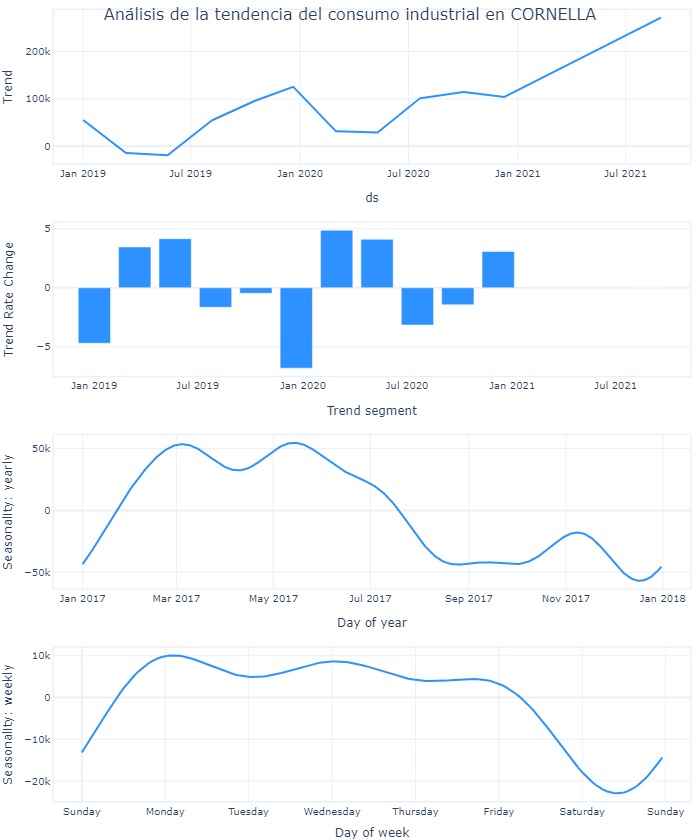 Análisis de la tendencia del consumo industrial en CORNELLA
Trend
200k
100k
0
Jan 2019 Jul 2019 Jan 2020 Jul 2020 Jan 2021 Jul 2021
ds
Trend Rate Change
5
0
−5
Jan 2019 Jul 2019 Jan 2020 Jul 2020 Jan 2021 Jul 2021
Trend segment
Seasonality: yearly
50k
0
−50k
Jan 2017 Mar 2017 May 2017 Jul 2017 Sep 2017 Nov 2017 Jan 2018
Day of year
Seasonality: weekly
10k
0
−10k
−20k
Sunday Monday Tuesday Wednesday Thursday Friday Saturday Sunday
Day of week